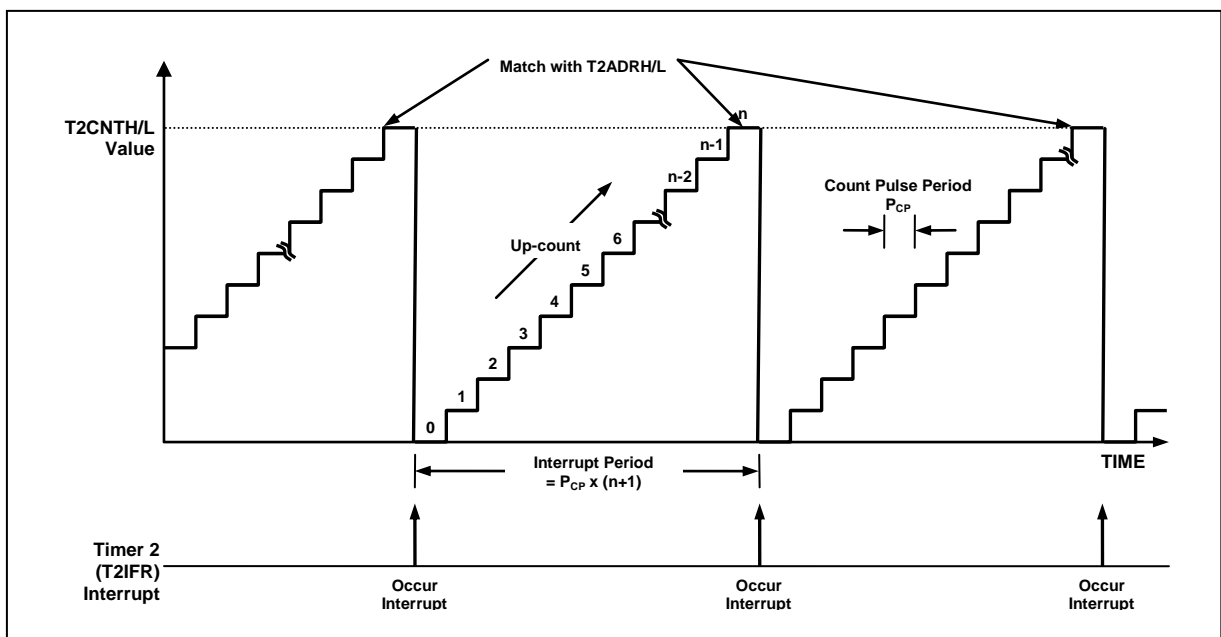 Match with T2ADRH/L
T2CNTH/L
Value
n
n-1
n-2
Count Pulse Period
PCP
6
Up-count
5
4
3
2
1
0
Interrupt Period
= PCP x (n+1)
TIME
Timer 2
(T2IFR)
Interrupt
Occur
Interrupt
Occur
Interrupt
Occur
Interrupt